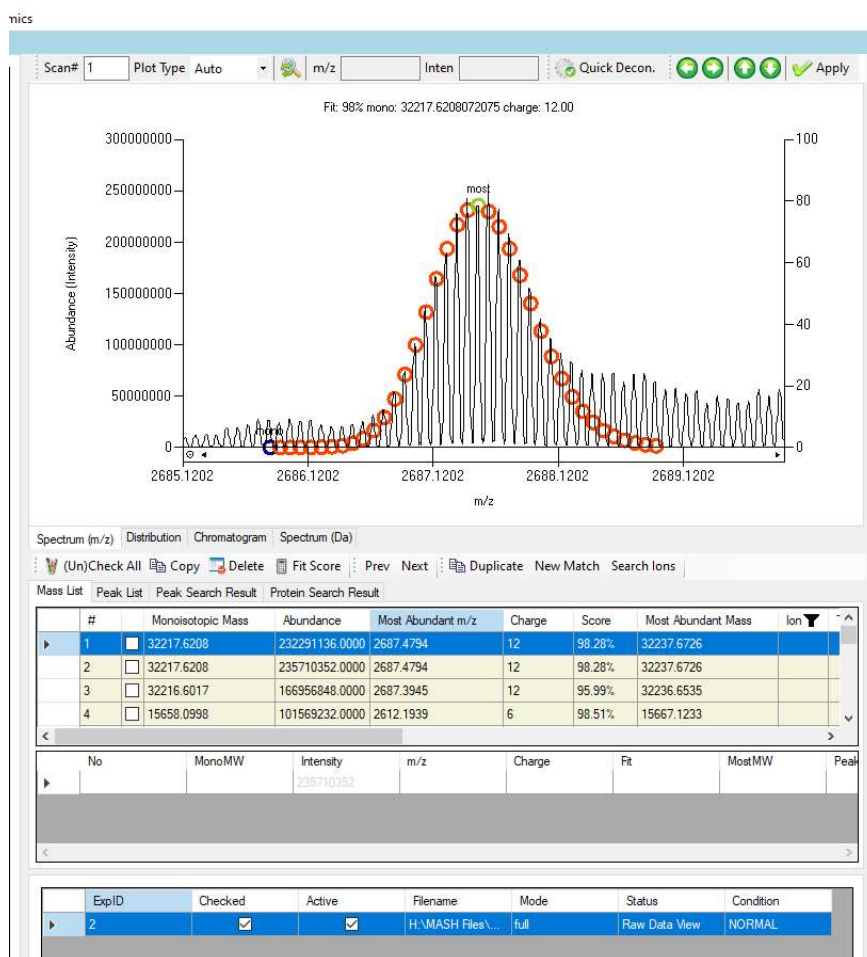 mics
Scan# 1 Plot Type Auto m/z Inten Quick Decon. Apply
Fit: 98% mono: 32217.6208072075 charge: 12.00
300000000 100
most
250000000 80
200000000
60
Abundance (Intensity)
150000000
40
100000000
50000000 20
mono
0 0
2685.1202 2686.1202 2687.1202 2688.1202 2689.1202
m/z
Spectrum (m/z) Distribution Chromatogram Spectrum (Da)
(Un)Check All Copy Delete Fit Score Prev Next Duplicate New Match Search Ions
Mass List Peak List Peak Search Result Protein Search Result
# Monoisotopic Mass Abundance Most Abundant m/z Charge Score Most Abundant Mass Ion
1 32217.6208 232291136.0000 2687.4794 12 98.28% 32237.6726
2 32217.6208 235710352.0000 2687.4794 12 98.28% 32237.6726
3 32216.6017 166956848.0000 2687.3945 12 95.99% 32236.6535
4 15658.0998 101569232.0000 2612.1939 6 98.51% 15667.1233
No MonoMW Intensity m/z Charge Fit MostMW Peak
235710352
ExpID Checked Active Filename Mode Status Condition
2 H:\MASH Files\... full Raw Data View NORMAL